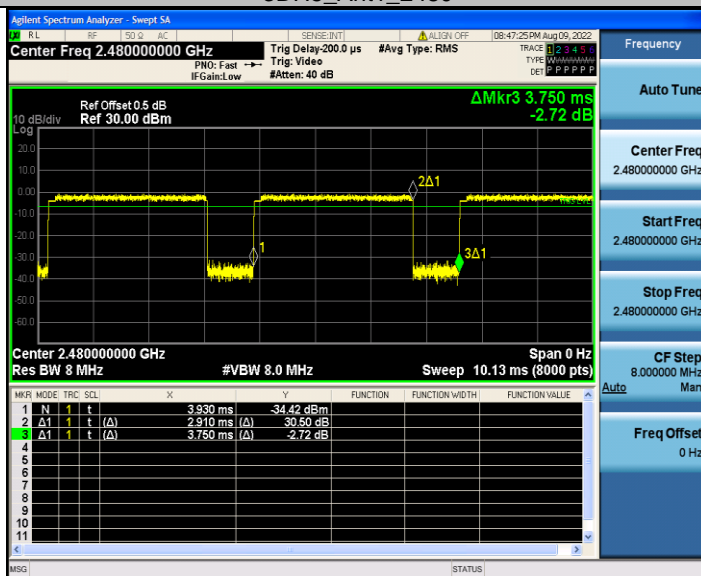 Agilent Spectrum Analyzer - Swept SA
RL RF 50 Ω AC SENSE:INT ALIGN OFF 08:47:25 PM Aug 09, 2022
Center Freq 2.480000000 GHz
PNO: Fast
IFGain:Low
Trig Delay-200.0 µs
Trig: Video
#Atten: 40 dB
#Avg Type: RMS
TRACE 1 2 3 4 5 6
TYPE
DET P P P P P P
Ref Offset 0.5 dB
Ref 30.00 dBm
10 dB/div
Log
ΔMkr3 3.750 ms
-2.72 dB
20.0
10.0
0.00
-10.0
-20.0
-30.0
-40.0
-50.0
-60.0
2Δ1
1
3Δ1
Center 2.480000000 GHz Span 0 Hz
Res BW 8 MHz #VBW 8.0 MHz Sweep 10.13 ms (8000 pts)
MKR MODE TRC SCL X Y FUNCTION FUNCTION WIDTH FUNCTION VALUE
1 N 1 t 3.930 ms -34.42 dBm
2 Δ1 1 t (Δ) 2.910 ms (Δ) 30.50 dB
3 Δ1 1 t (Δ) 3.750 ms (Δ) -2.72 dB
4
5
6
7
8
9
10
11
MSG STATUS
Frequency
Auto Tune
Center Freq
2.480000000 GHz
Start Freq
2.480000000 GHz
Stop Freq
2.480000000 GHz
CF Step
8.000000 MHz
Auto Man
Freq Offset
0 Hz